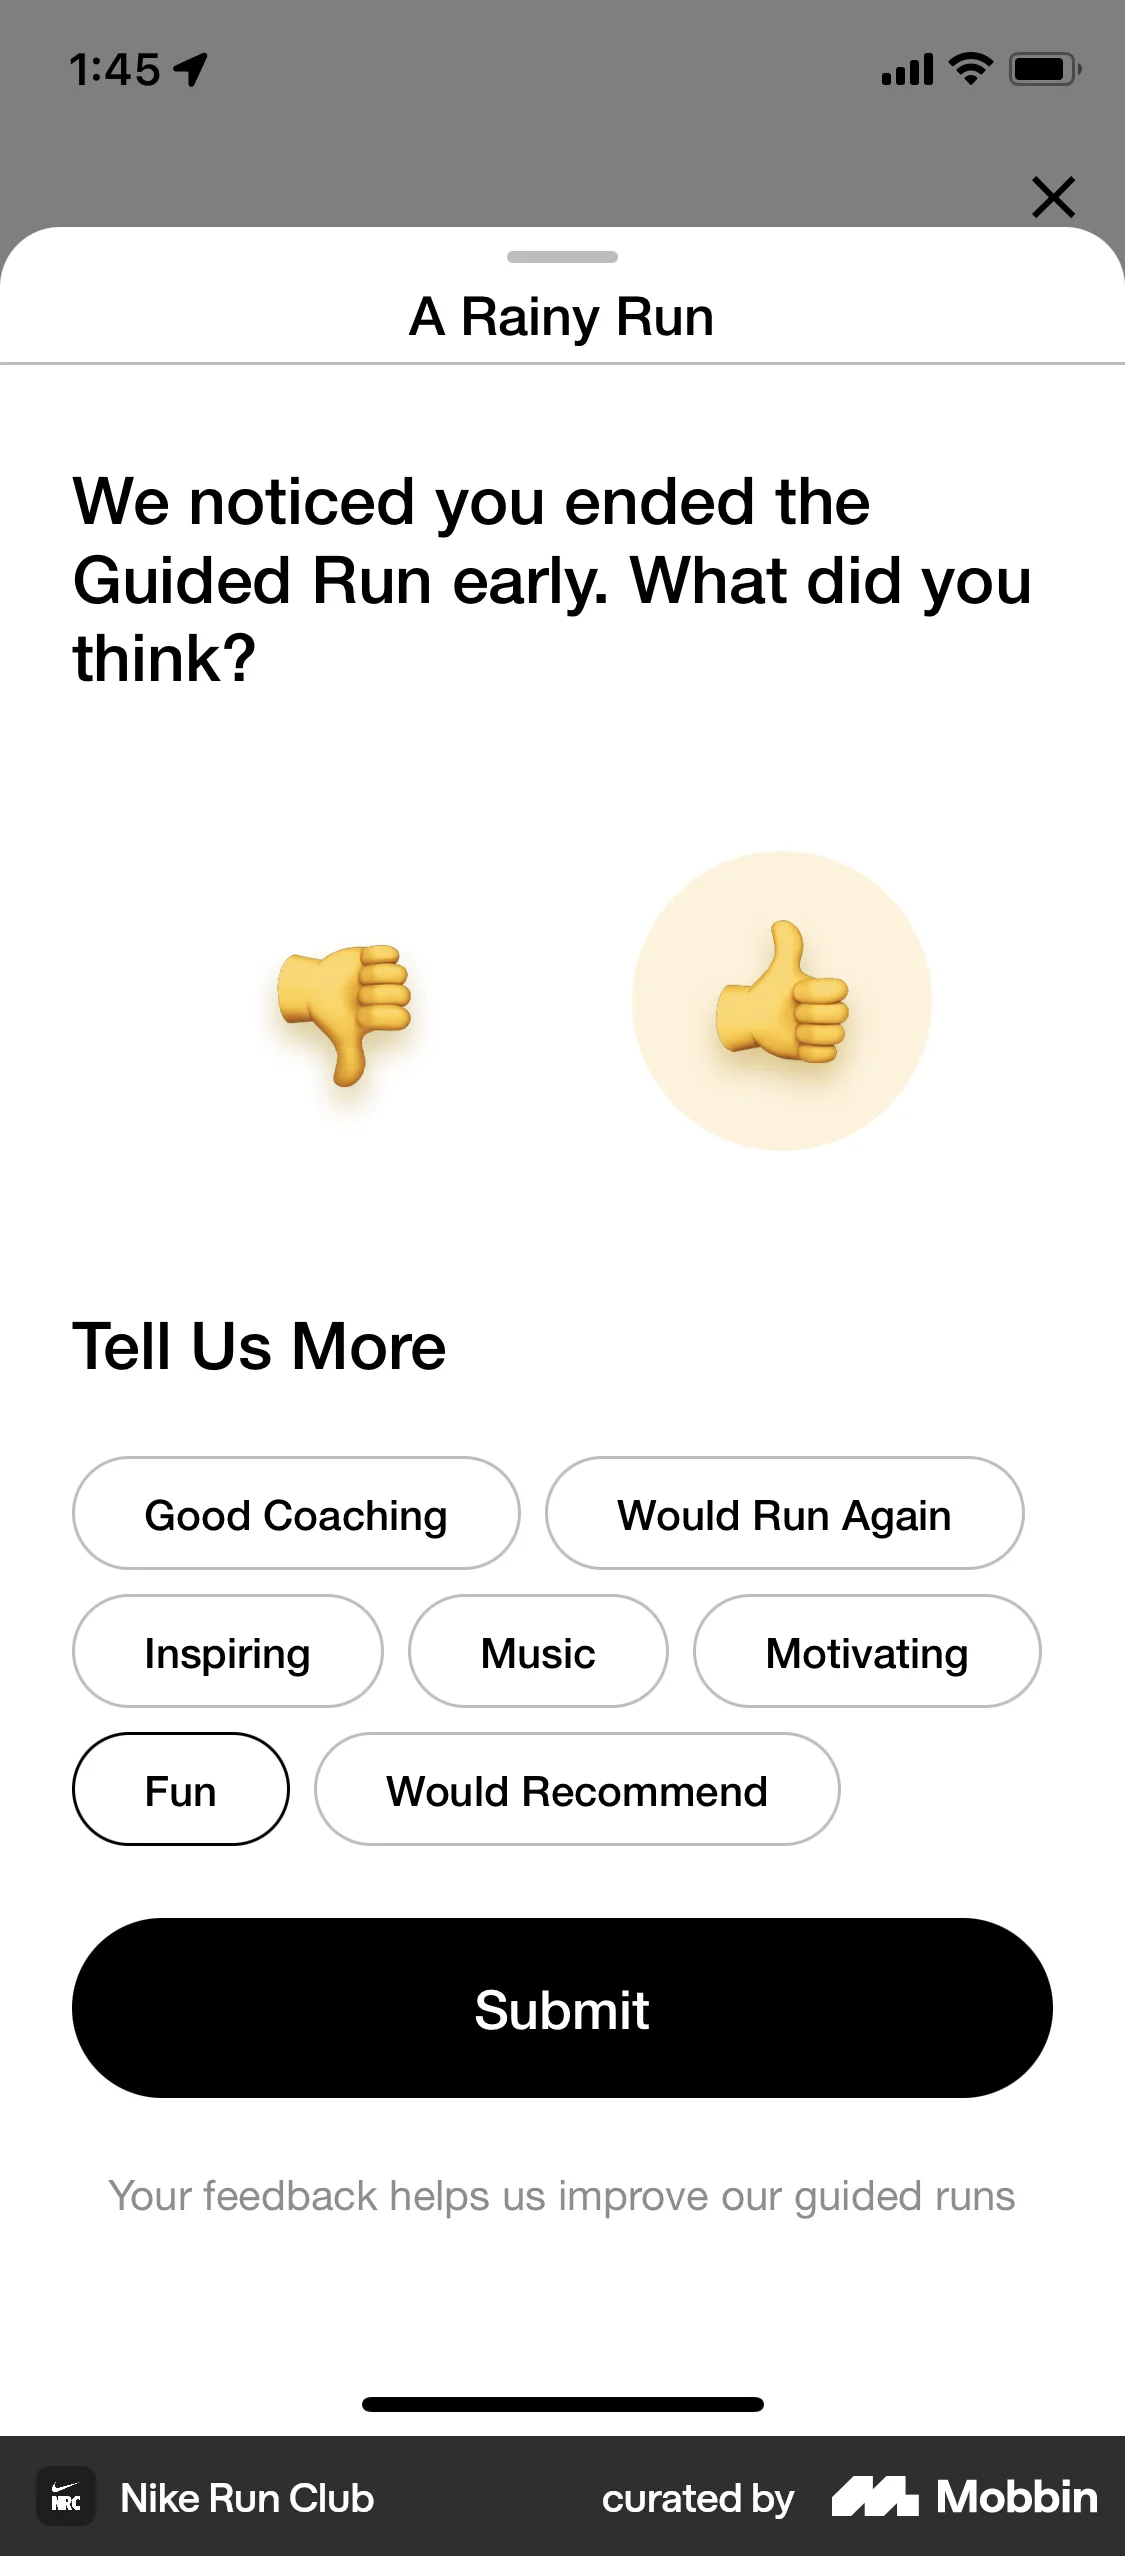 1:45
A Rainy Run
We noticed you ended the
Guided Run early. What did you
think?
Tell Us More
Good Coaching
Would Run Again
Inspiring
Music
Motivating
Fun
Would Recommend
Submit
Your feedback helps us improve our guided runs
NRC
Nike Run Club
curated by
Mobbin